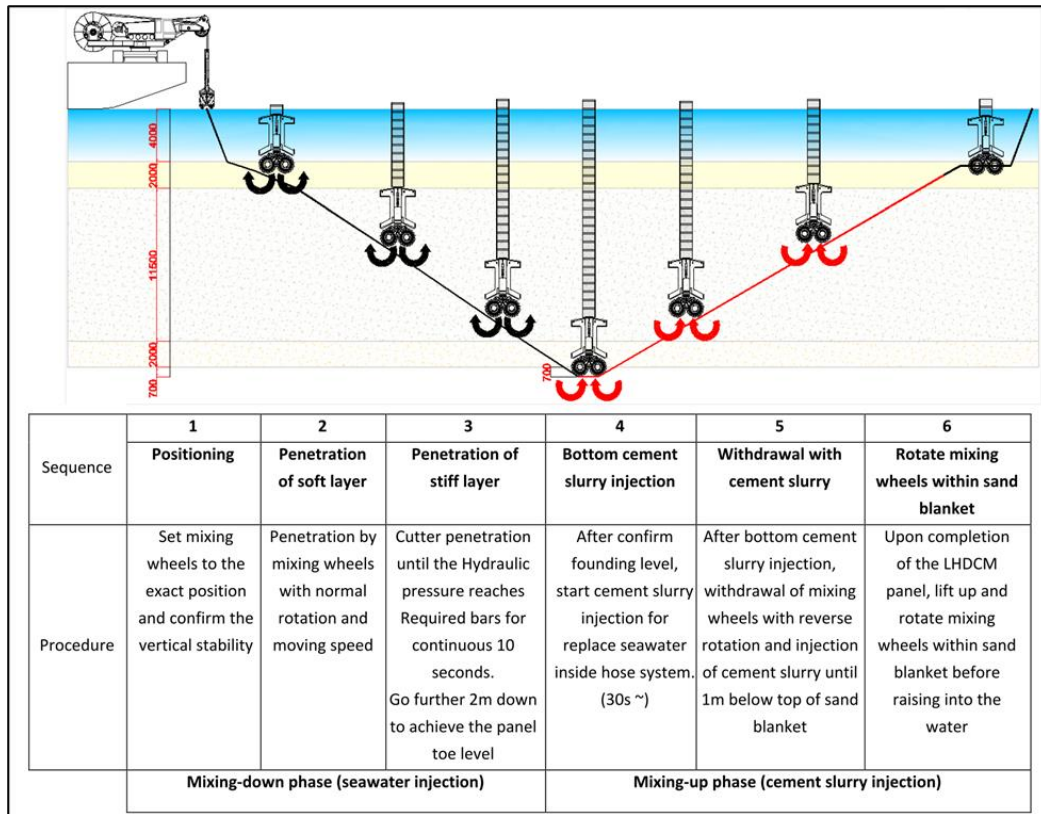 4000
2000
11500
2000
700
700
1
2
3
4
5
6
Sequence
Positioning
Penetration
of soft layer
Penetration of
stiff layer
Bottom cement
slurry injection
Withdrawal with
cement slurry
Rotate mixing
wheels within sand
blanket
Procedure
Set mixing
wheels to the
exact position
and confirm the
vertical stability
Penetration by
mixing wheels
with normal
rotation and
moving speed
Cutter penetration
until the Hydraulic
pressure reaches
Required bars for
continuous 10
seconds.
Go further 2m down
to achieve the panel
toe level
After confirm
founding level,
start cement slurry
injection for
replace seawater
inside hose system.
(30s ~)
After bottom cement
slurry injection,
withdrawal of mixing
wheels with reverse
rotation and injection
of cement slurry until
1m below top of sand
blanket
Upon completion
of the LHDCM
panel, lift up and
rotate mixing
wheels within sand
blanket before
raising into the
water
Mixing-down phase (seawater injection)
Mixing-up phase (cement slurry injection)